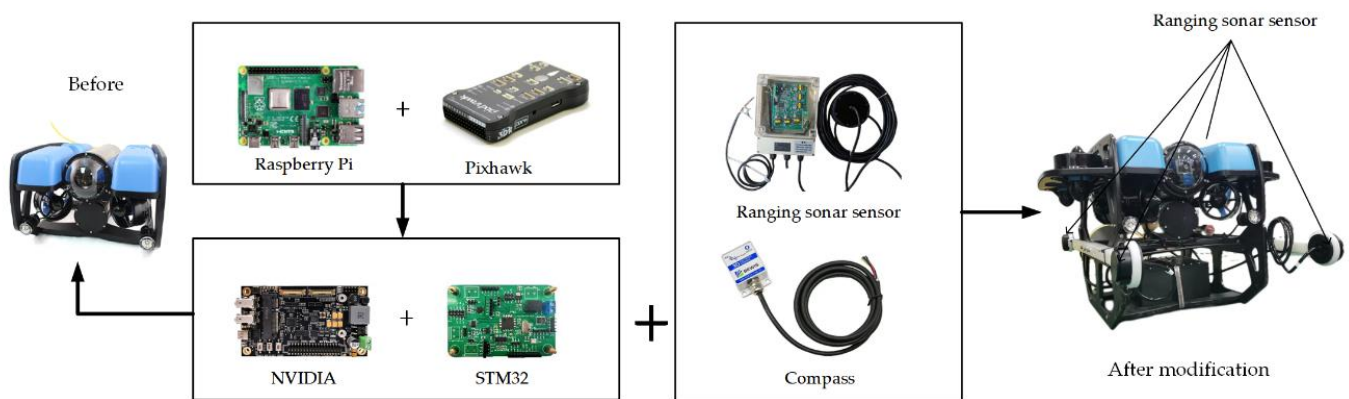 Ranging sonar sensor
Before
+
Raspberry Pi
Pixhawk
Ranging sonar sensor
+
+
NVIDIA
STM32
Compass
After modification